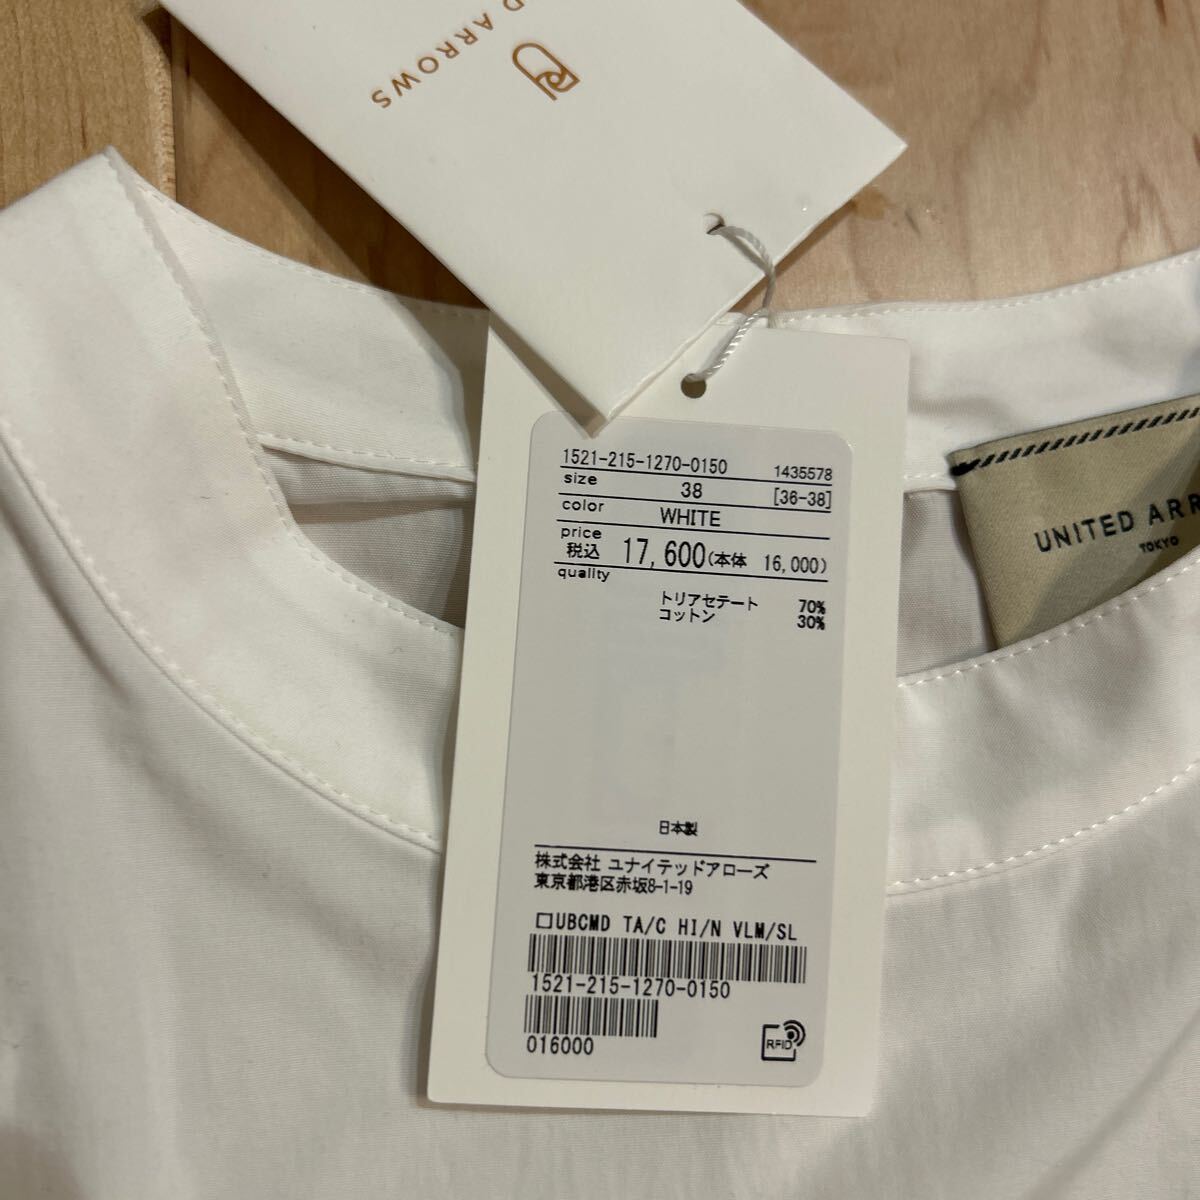 ARROWS
1521-215-1270-0150 1435578
size 38 [36-38]
color WHITE
price
税込 17,600(本体 16,000)
quality
トリアセテート 70%
コットン 30%
日本製
株式会社 ユナイテッドアローズ
東京都港区赤坂8-1-19
□UBCMD TA/C HI/N VLM/SL
1521-215-1270-0150
016000
RFID
UNITED ARR
TOKYO